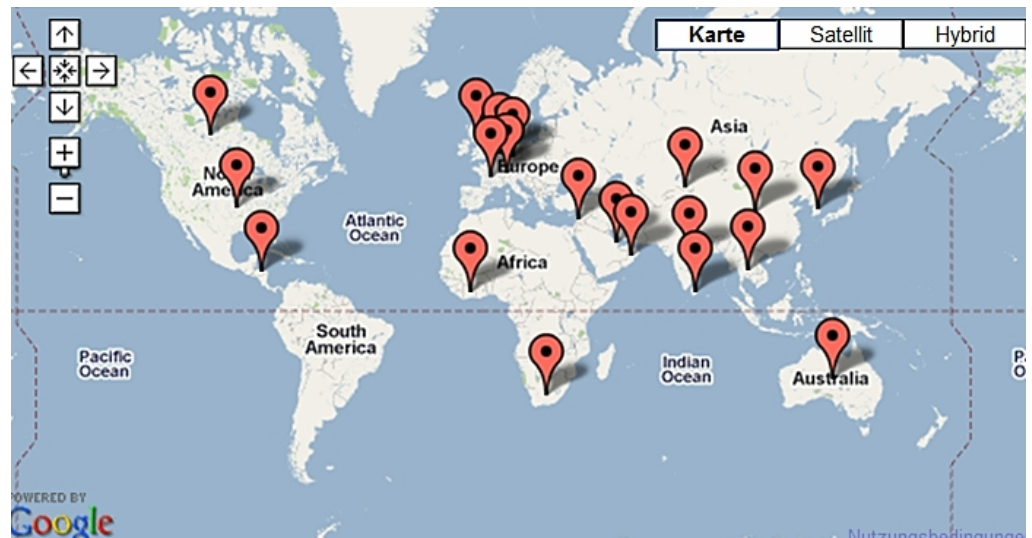 Karte
Satellit
Hybrid
Asia
Europe
America
Atlantic
Ocean
Africa
South
America
Pacific
Ocean
Indian
Ocean
Australia
POWERED BY
Google
Nutzungsbedingunge